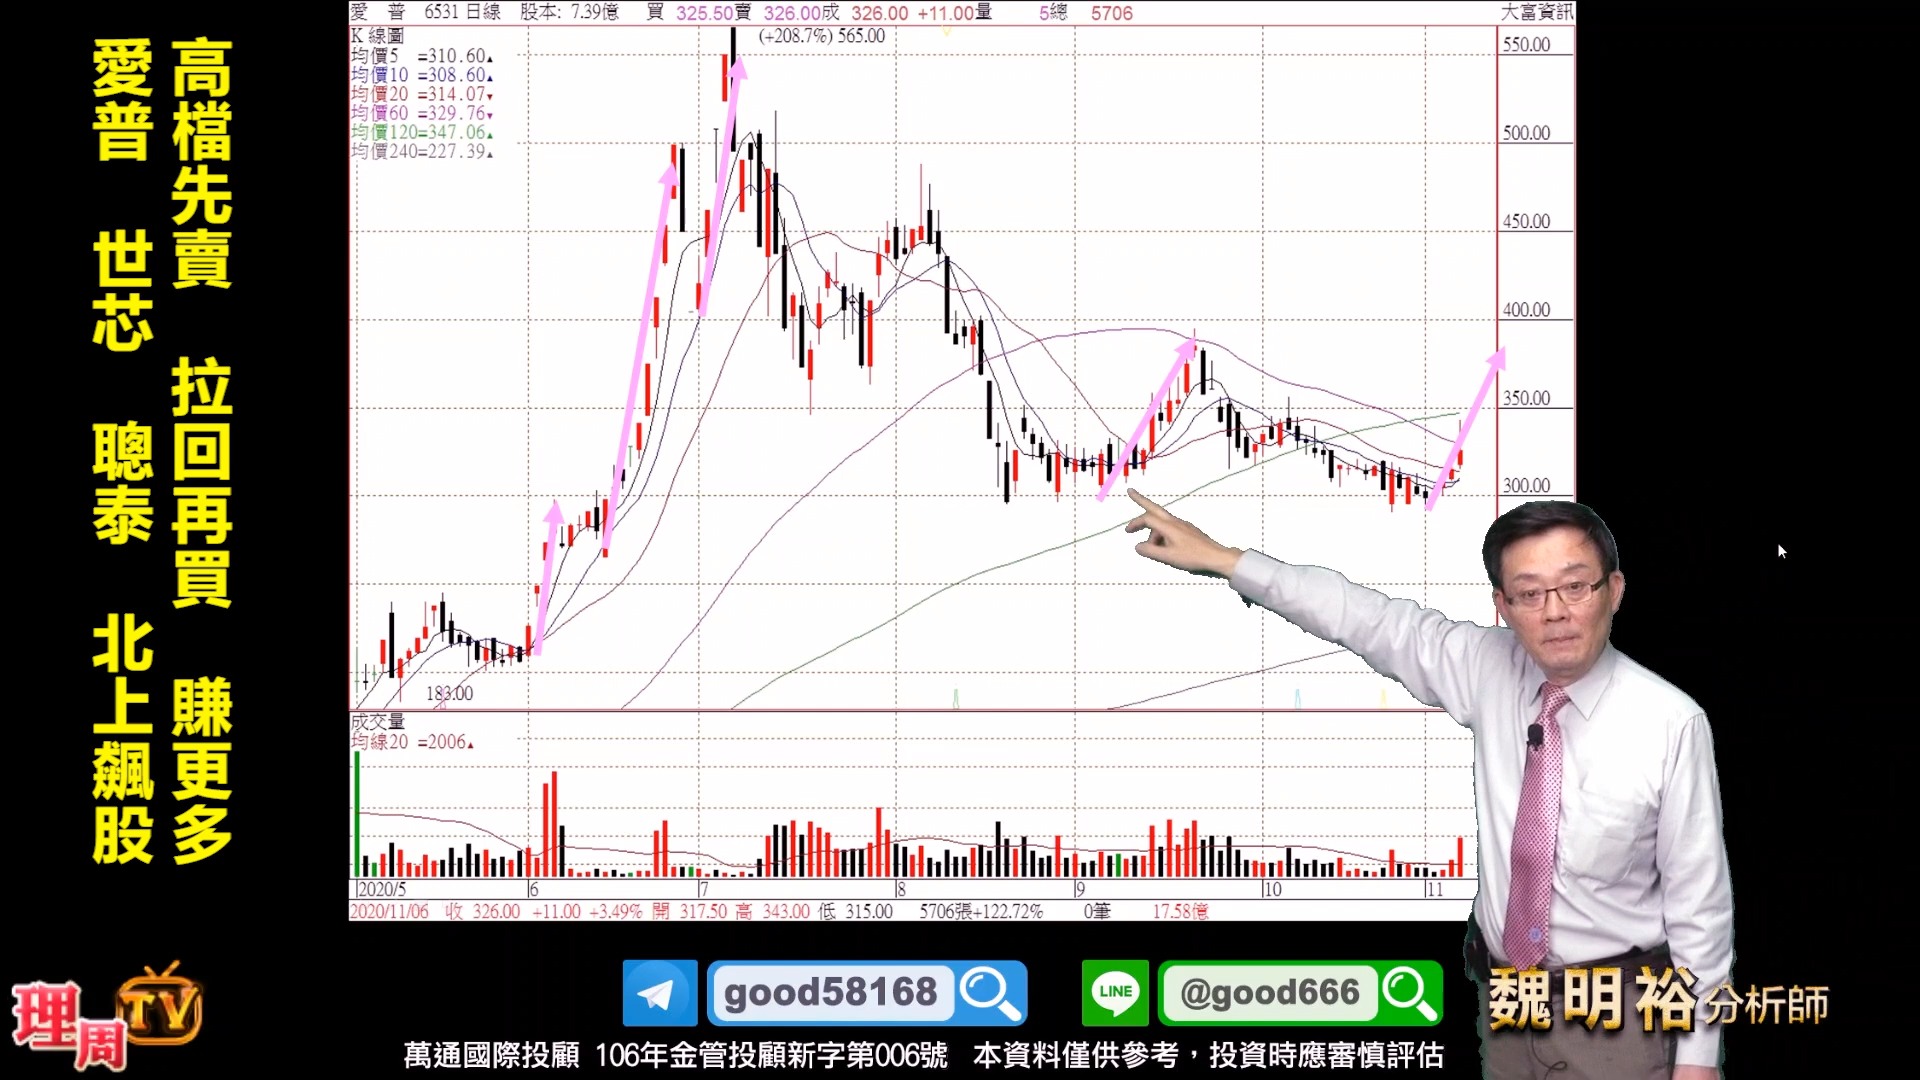 高檔先賣 拉回再買 賺更多
愛普 世芯 聰泰 北上飆股
愛 普 6531 日線 股本: 7.39億 買 325.50賣 326.00成 326.00 +11.00量 5總 5706 大富資訊
K 線圖
均價5 =310.60▲
均價10 =308.60▲
均價20 =314.07▼
均價60 =329.76▼
均價120=347.06▲
均價240=227.39▲
(+208.7%) 565.00
183.00
550.00
500.00
450.00
400.00
350.00
300.00
成交量
均線20 =2006▲
2020/5 6 7 8 9 10 11
2020/11/06 收 326.00 +11.00 +3.49% 開 317.50 高 343.00 低 315.00 5706張+122.72% 0筆 17.58億
理周TV
good58168
LINE
@good666
魏明裕分析師
萬通國際投顧 106年金管投顧新字第006號 本資料僅供參考，投資時應審慎評估